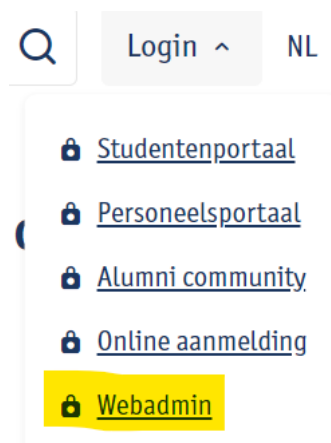 Login NL
Studentenportaal
Personeelsportaal
Alumni community
Online aanmelding
Webadmin